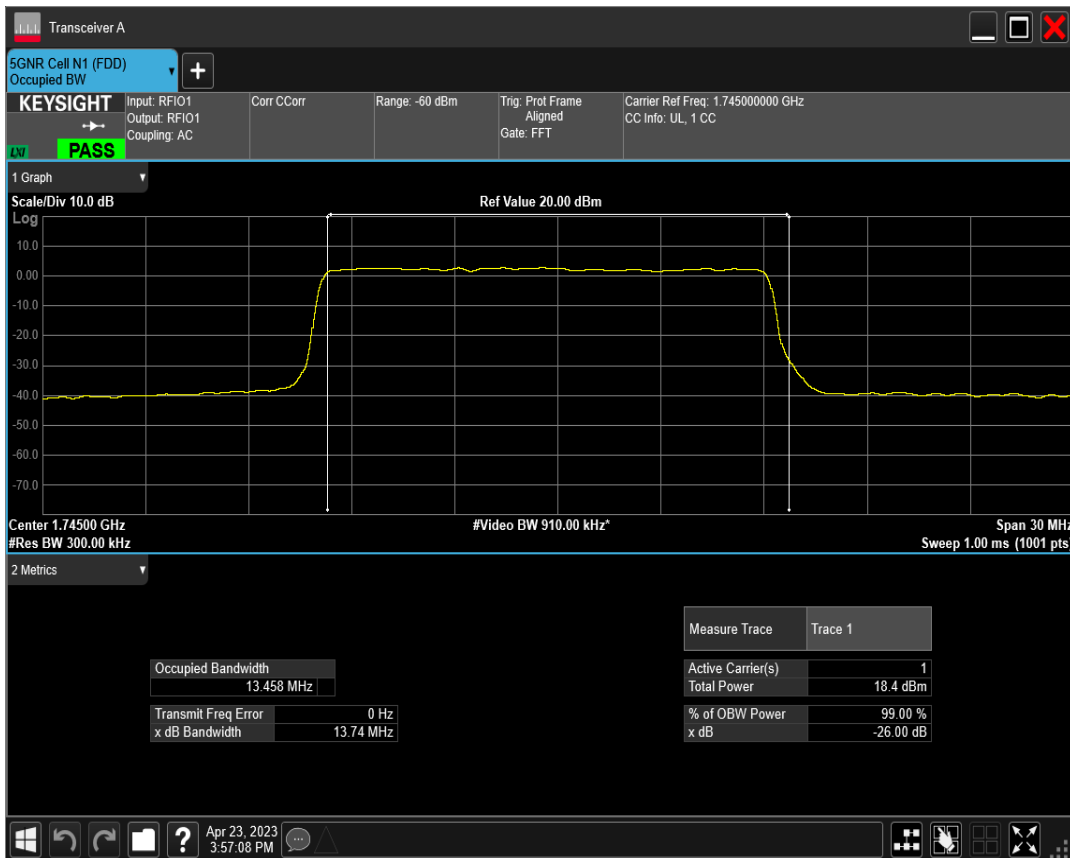 Transceiver A
5GNR Cell N1 (FDD)
Occupied BW
KEYSIGHT
LXI
PASS
Input: RFIO1
Output: RFIO1
Coupling: AC
Corr CCorr
Range: -60 dBm
Trig: Prot Frame
Aligned
Gate: FFT
Carrier Ref Freq: 1.745000000 GHz
CC Info: UL, 1 CC
1 Graph
Scale/Div 10.0 dB
Ref Value 20.00 dBm
Log
10.0
0.00
-10.0
-20.0
-30.0
-40.0
-50.0
-60.0
-70.0
Center 1.74500 GHz
#Video BW 910.00 kHz*
Span 30 MHz
#Res BW 300.00 kHz
Sweep 1.00 ms (1001 pts)
2 Metrics
Measure Trace Trace 1
Occupied Bandwidth
13.458 MHz
Active Carrier(s) 1
Total Power 18.4 dBm
Transmit Freq Error 0 Hz
x dB Bandwidth 13.74 MHz
% of OBW Power 99.00 %
x dB -26.00 dB
?
Apr 23, 2023
3:57:08 PM